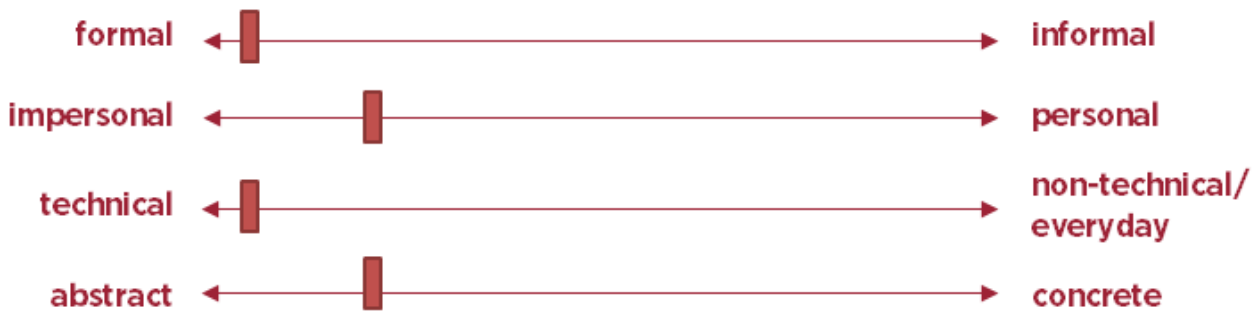 formal informal
impersonal personal
technical non-technical/
everyday
abstract concrete